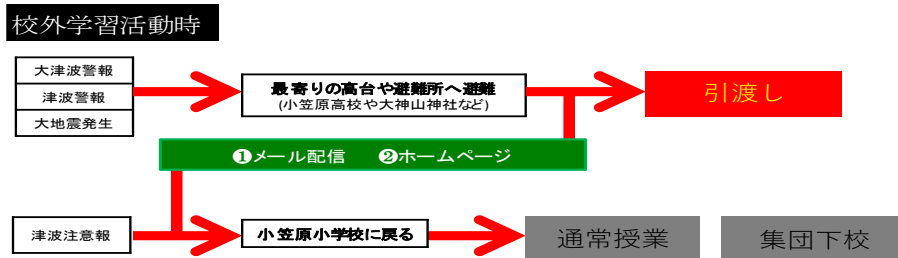 校外学習活動時
大津波警報
津波警報
大地震発生
最寄りの高台や避難所へ避難
(小笠原高校や大神山神社など)
引渡し
❶メール配信 ❷ホームページ
津波注意報
小笠原小学校に戻る
通常授業
集団下校